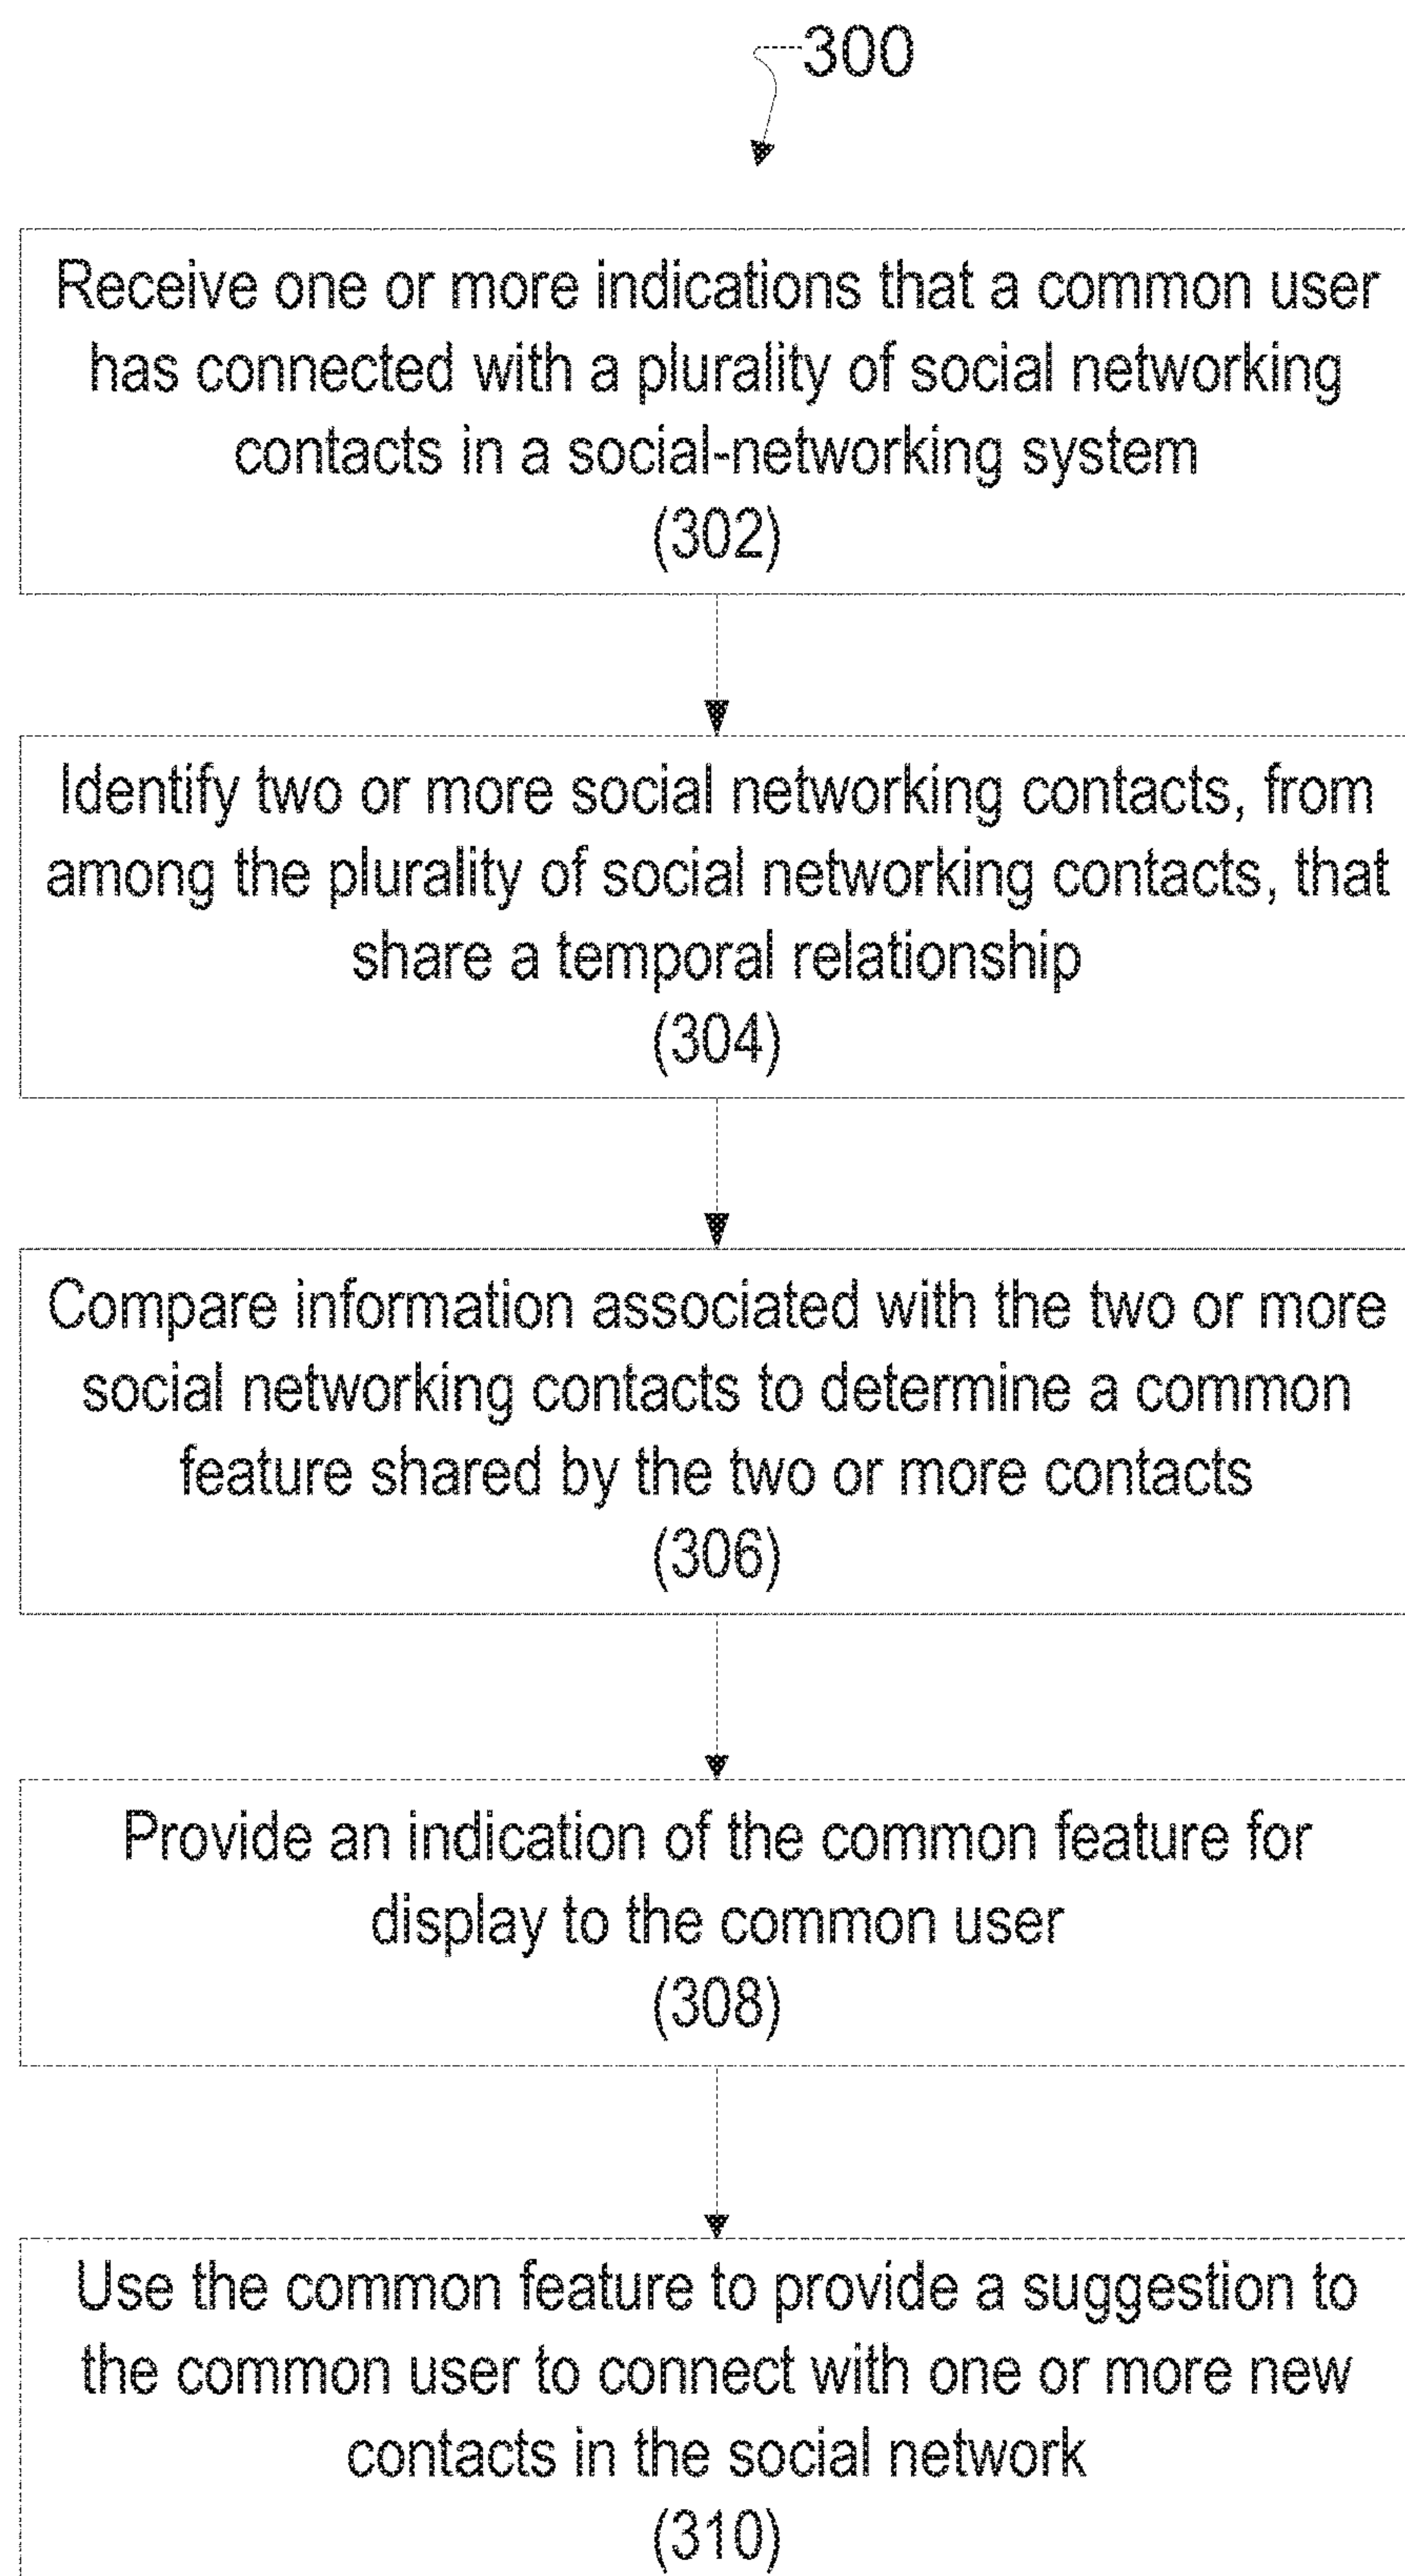 300
Receive one or more indications that a common user
has connected with a plurality of social networking
contacts in a social-networking system
(302)
Identify two or more social networking contacts, from
among the plurality of social networking contacts, that
share a temporal relationship
(304)
Compare information associated with the two or more
social networking contacts to determine a common
feature shared by the two or more contacts
(306)
Provide an indication of the common feature for
display to the common user
(308)
Use the common feature to provide a suggestion to
the common user to connect with one or more new
contacts in the social network
(310)